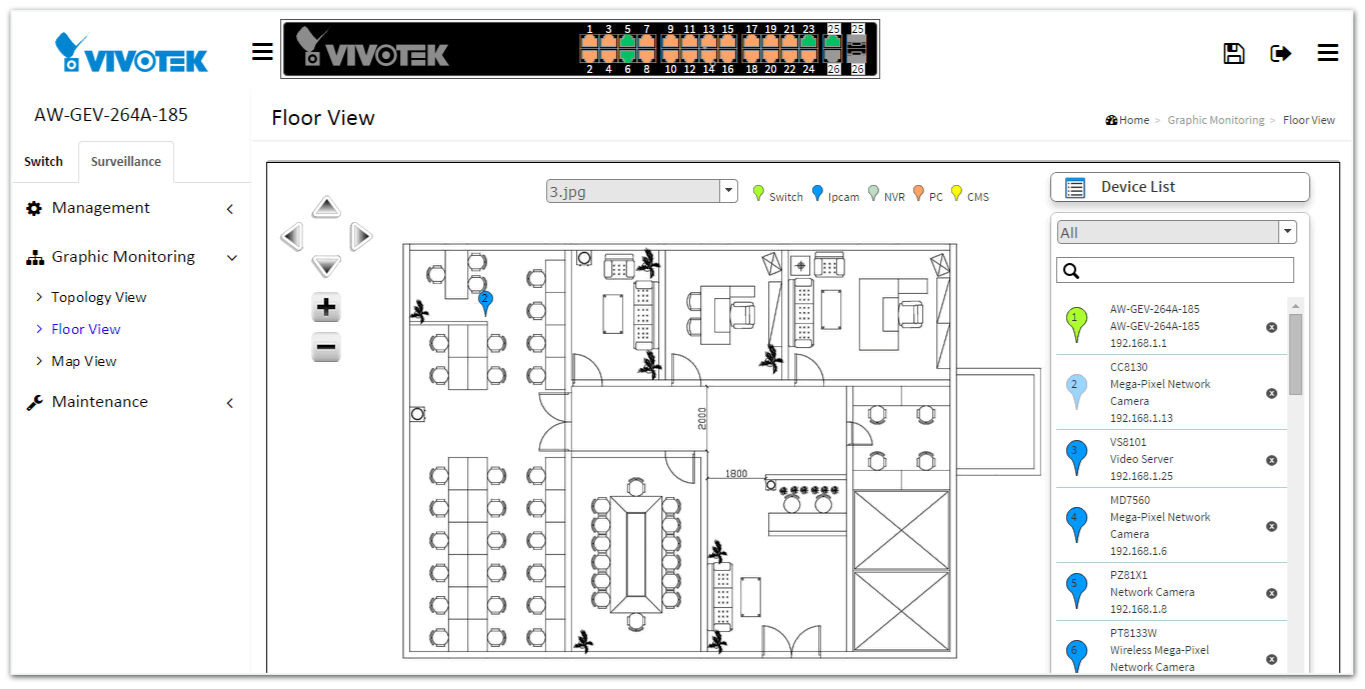 VIVOTEK
VIVOTEK
1 3 5 7 9 11 13 15 17 19 21 23 25 25
2 4 6 8 10 12 14 16 18 20 22 24 26 26
AW-GEV-264A-185
Switch
Surveillance
Management
Graphic Monitoring
Topology View
Floor View
Map View
Maintenance
Floor View
Home > Graphic Monitoring > Floor View
3.jpg
Switch Ipcam NVR PC CMS
2
2000
1800
Device List
All
1
AW-GEV-264A-185
AW-GEV-264A-185
192.168.1.1
2
CC8130
Mega-Pixel Network
Camera
192.168.1.13
3
VS8101
Video Server
192.168.1.25
4
MD7560
Mega-Pixel Network
Camera
192.168.1.6
5
PZ81X1
Network Camera
192.168.1.8
6
PT8133W
Wireless Mega-Pixel
Network Camera